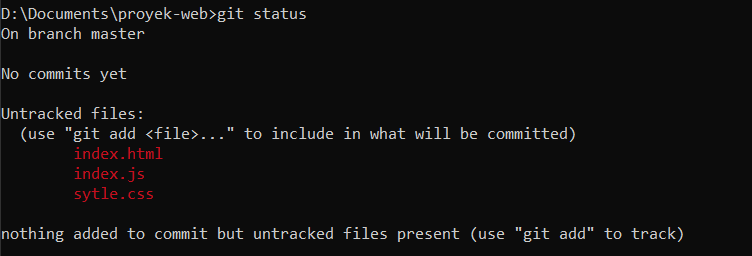 D:\Documents\proyek-web>git status
On branch master
No commits yet
Untracked files:
(use "git add <file>..." to include in what will be committed)
index.html
index.js
sytle.css
nothing added to commit but untracked files present (use "git add" to track)